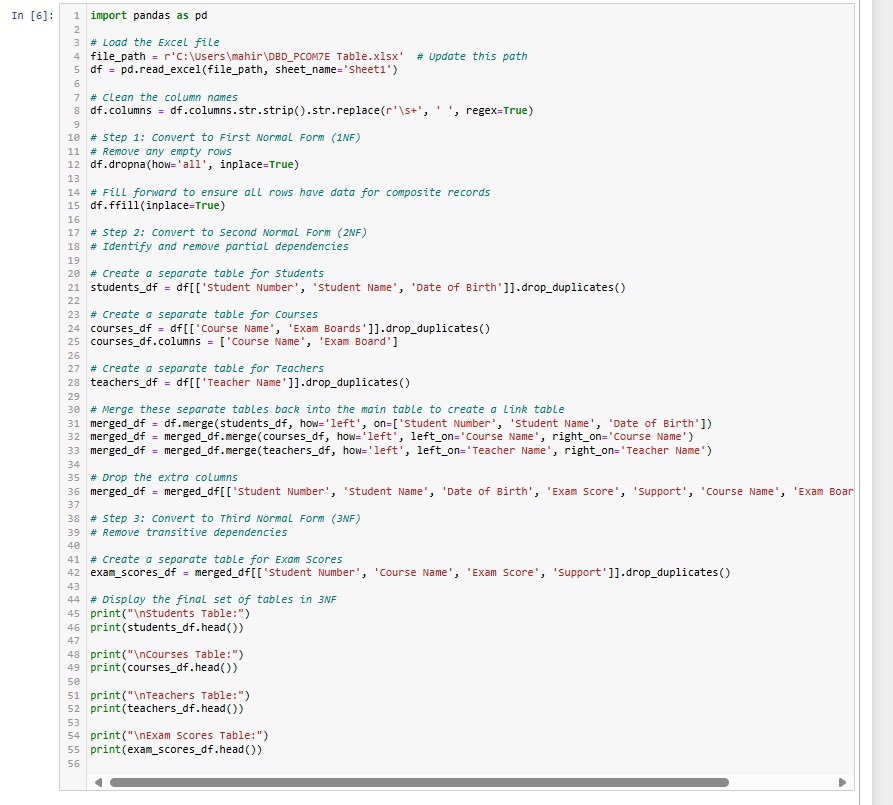 In [6]:
1 import pandas as pd
2
3 # Load the Excel file
4 file_path = r'C:\Users\mahir\DBD_PCOM7E Table.xlsx'  # Update this path
5 df = pd.read_excel(file_path, sheet_name='Sheet1')
6
7 # Clean the column names
8 df.columns = df.columns.str.strip().str.replace(r'\s+', ' ', regex=True)
9
10 # Step 1: Convert to First Normal Form (1NF)
11 # Remove any empty rows
12 df.dropna(how='all', inplace=True)
13
14 # Fill forward to ensure all rows have data for composite records
15 df.ffill(inplace=True)
16
17 # Step 2: Convert to Second Normal Form (2NF)
18 # Identify and remove partial dependencies
19
20 # Create a separate table for Students
21 students_df = df[['Student Number', 'Student Name', 'Date of Birth']].drop_duplicates()
22
23 # Create a separate table for Courses
24 courses_df = df[['Course Name', 'Exam Boards']].drop_duplicates()
25 courses_df.columns = ['Course Name', 'Exam Board']
26
27 # Create a separate table for Teachers
28 teachers_df = df[['Teacher Name']].drop_duplicates()
29
30 # Merge these separate tables back into the main table to create a link table
31 merged_df = df.merge(students_df, how='left', on=['Student Number', 'Student Name', 'Date of Birth'])
32 merged_df = merged_df.merge(courses_df, how='left', left_on='Course Name', right_on='Course Name')
33 merged_df = merged_df.merge(teachers_df, how='left', left_on='Teacher Name', right_on='Teacher Name')
34
35 # Drop the extra columns
36 merged_df = merged_df[['Student Number', 'Student Name', 'Date of Birth', 'Exam Score', 'Support', 'Course Name', 'Exam Boar
37
38 # Step 3: Convert to Third Normal Form (3NF)
39 # Remove transitive dependencies
40
41 # Create a separate table for Exam Scores
42 exam_scores_df = merged_df[['Student Number', 'Course Name', 'Exam Score', 'Support']].drop_duplicates()
43
44 # Display the final set of tables in 3NF
45 print("\nStudents Table:")
46 print(students_df.head())
47
48 print("\nCourses Table:")
49 print(courses_df.head())
50
51 print("\nTeachers Table:")
52 print(teachers_df.head())
53
54 print("\nExam Scores Table:")
55 print(exam_scores_df.head())
56